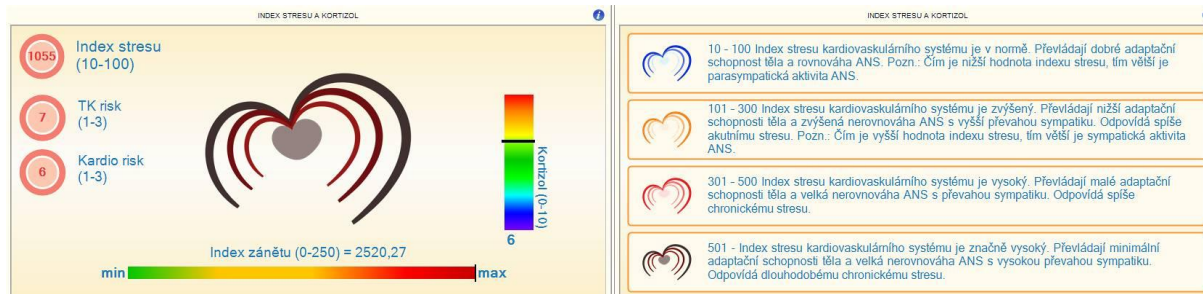 INDEX STRESU A KORTIZOL
i
1055
Index stresu
(10-100)
7
TK risk
(1-3)
6
Kardio risk
(1-3)
Kortizol (0-10)
6
Index zánětu (0-250) = 2520,27
min
max
INDEX STRESU A KORTIZOL
i
10 - 100 Index stresu kardiovaskulárního systému je v normě. Převládají dobré adaptační
schopnost těla a rovnováha ANS. Pozn.: Čím je nižší hodnota indexu stresu, tím větší je
parasympatická aktivita ANS.
101 - 300 Index stresu kardiovaskulárního systému je zvýšený. Převládají nižší adaptační
schopnosti těla a zvýšená nerovnováha ANS s vyšší převahou sympatiku. Odpovídá spíše
akutnímu stresu. Pozn.: Čím je vyšší hodnota indexu stresu, tím větší je sympatická aktivita
ANS.
301 - 500 Index stresu kardiovaskulárního systému je vysoký. Převládají malé adaptační
schopnosti těla a velká nerovnováha ANS s převahou sympatiku. Odpovídá spíše
chronickému stresu.
501 - Index stresu kardiovaskulárního systému je značně vysoký. Převládají minimální
adaptační schopnosti těla a velká nerovnováha ANS s vysokou převahou sympatiku.
Odpovídá dlouhodobému chronickému stresu.